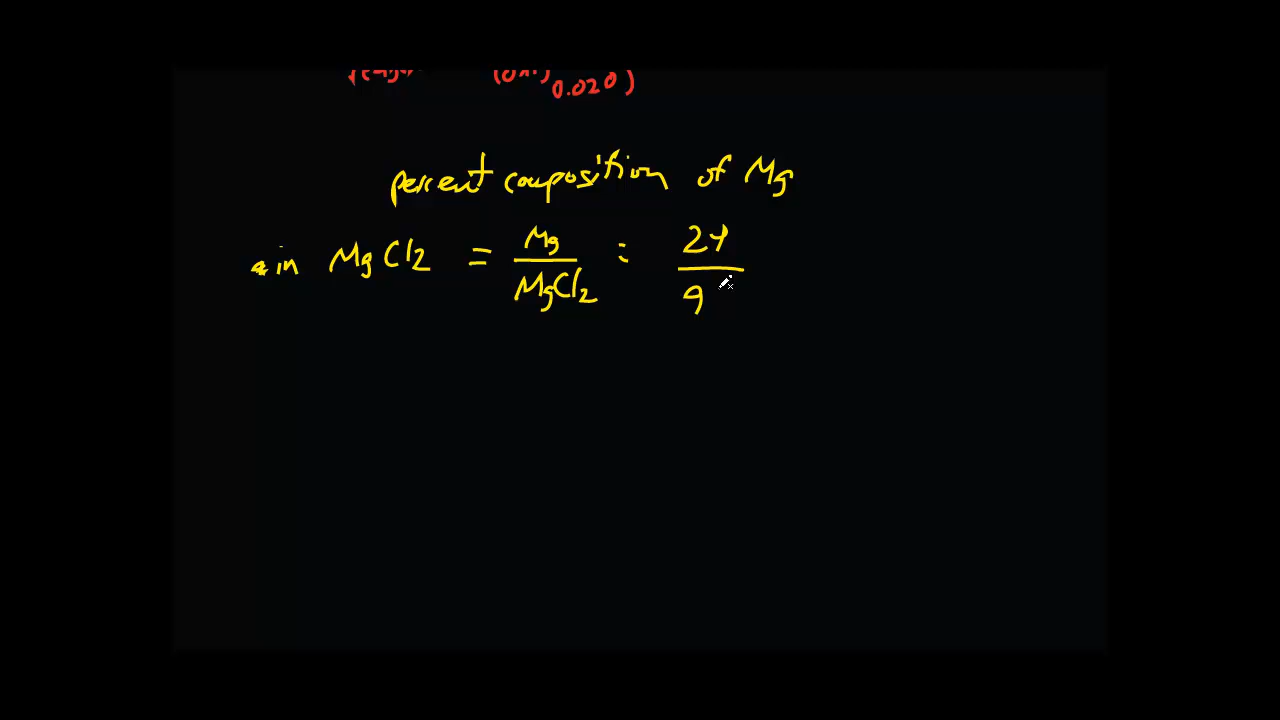 0.020)
percent composition of Mg
in MgCl2 = Mg / MgCl2 = 24 / 9